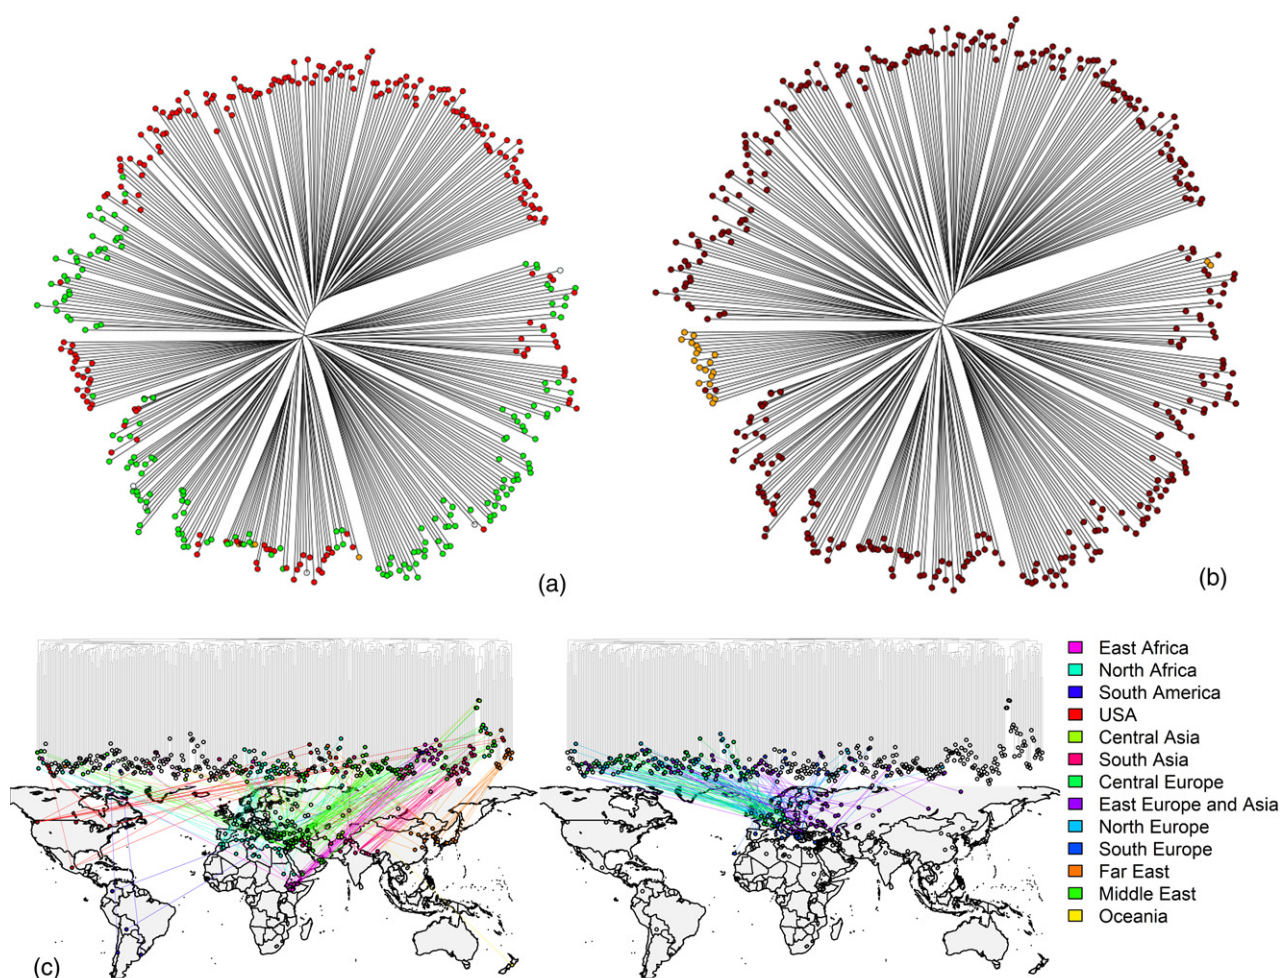 (a)
(b)
East Africa
North Africa
South America
USA
Central Asia
South Asia
Central Europe
East Europe and Asia
North Europe
South Europe
Far East
Middle East
Oceania
(c)